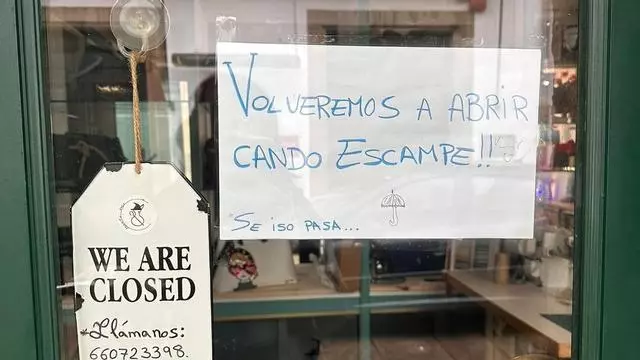 VOLVEREMOS A ABRIR
CANDO ESCAMPE!!
*SE ISO PASA...
WE ARE
CLOSED
*Llámanos:
660723398.